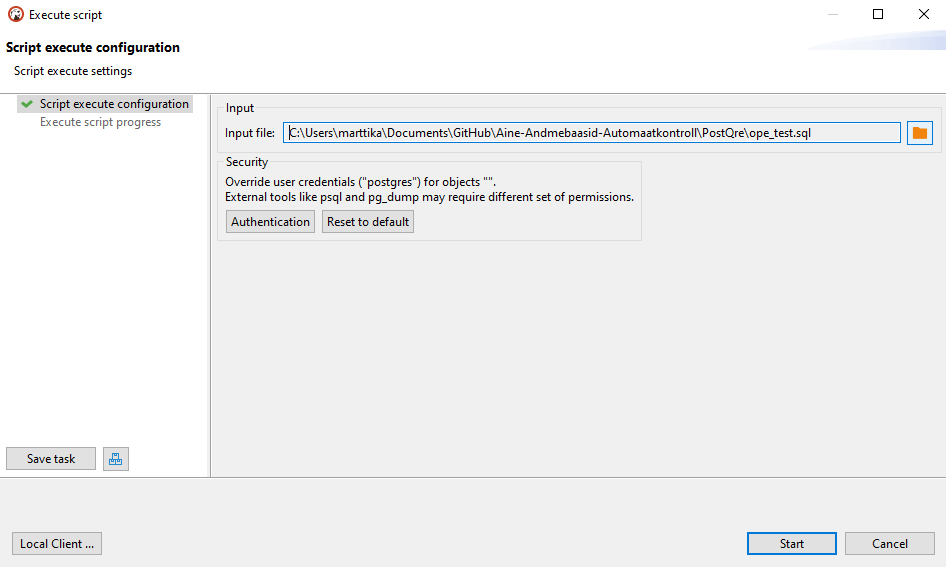 Execute script
Script execute configuration
Script execute settings
Script execute configuration
Execute script progress
Input
Input file: C:\Users\marttika\Documents\GitHub\Aine-Andmebaasid-Automaatkontroll\PostQre\ope_test.sql
Security
Override user credentials ("postgres") for objects "".
External tools like psql and pg_dump may require different set of permissions.
Authentication Reset to default
Save task
Local Client ... Start Cancel